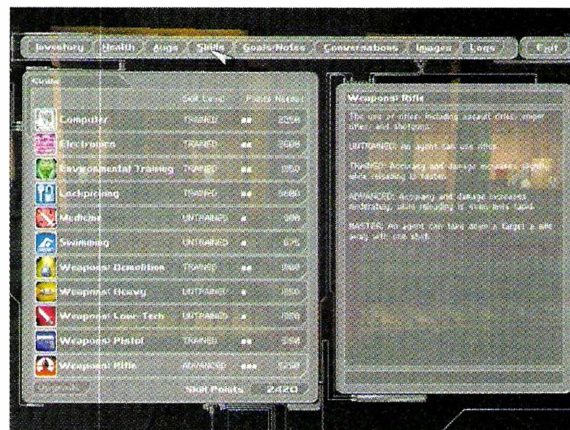 Inventory Health Augs Skills Goals/Notes Conversations Images Logs Exit
Skills
Skill Level Points Needed
Computer TRAINED
Electronics TRAINED 3600
Environmental Training TRAINED
Lockpicking TRAINED 3600
Medicine UNTRAINED 900
Swimming UNTRAINED 675
Weapons: Demolition TRAINED
Weapons: Heavy UNTRAINED
Weapons: Low-Tech UNTRAINED
Weapons: Pistol TRAINED
Weapons: Rifle ADVANCED
Skill Points 2420
Weapons: Rifle
The use of rifles, including assault rifles, sniper
rifles, and shotguns.
UNTRAINED: An agent can use rifles.
TRAINED: Accuracy and damage increases slightly,
while reloading is faster.
ADVANCED: Accuracy and damage increases
moderately, while reloading is even more rapid.
MASTER: An agent can take down a target a mile
away with one shot.